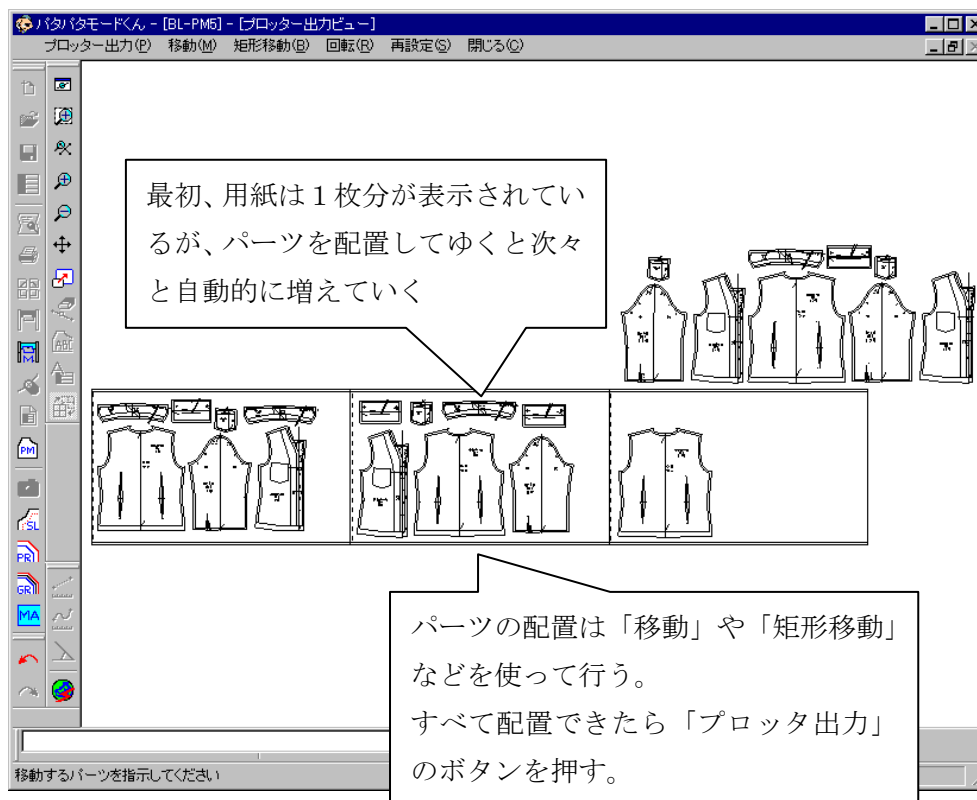 パタパタモードくん - [BL-PM5] - [プロッター出力ビュー]
プロッター出力(P) 移動(M) 矩形移動(B) 回転(R) 再設定(S) 閉じる(C)
最初、用紙は１枚分が表示されてい
るが、パーツを配置してゆくと次々
と自動的に増えていく
ABC
A
M
PM
SL
PR
GR
MA
パーツの配置は「移動」や「矩形移動」
などを使って行う。
すべて配置できたら「プロッタ出力」
のボタンを押す。
移動するパーツを指示してください